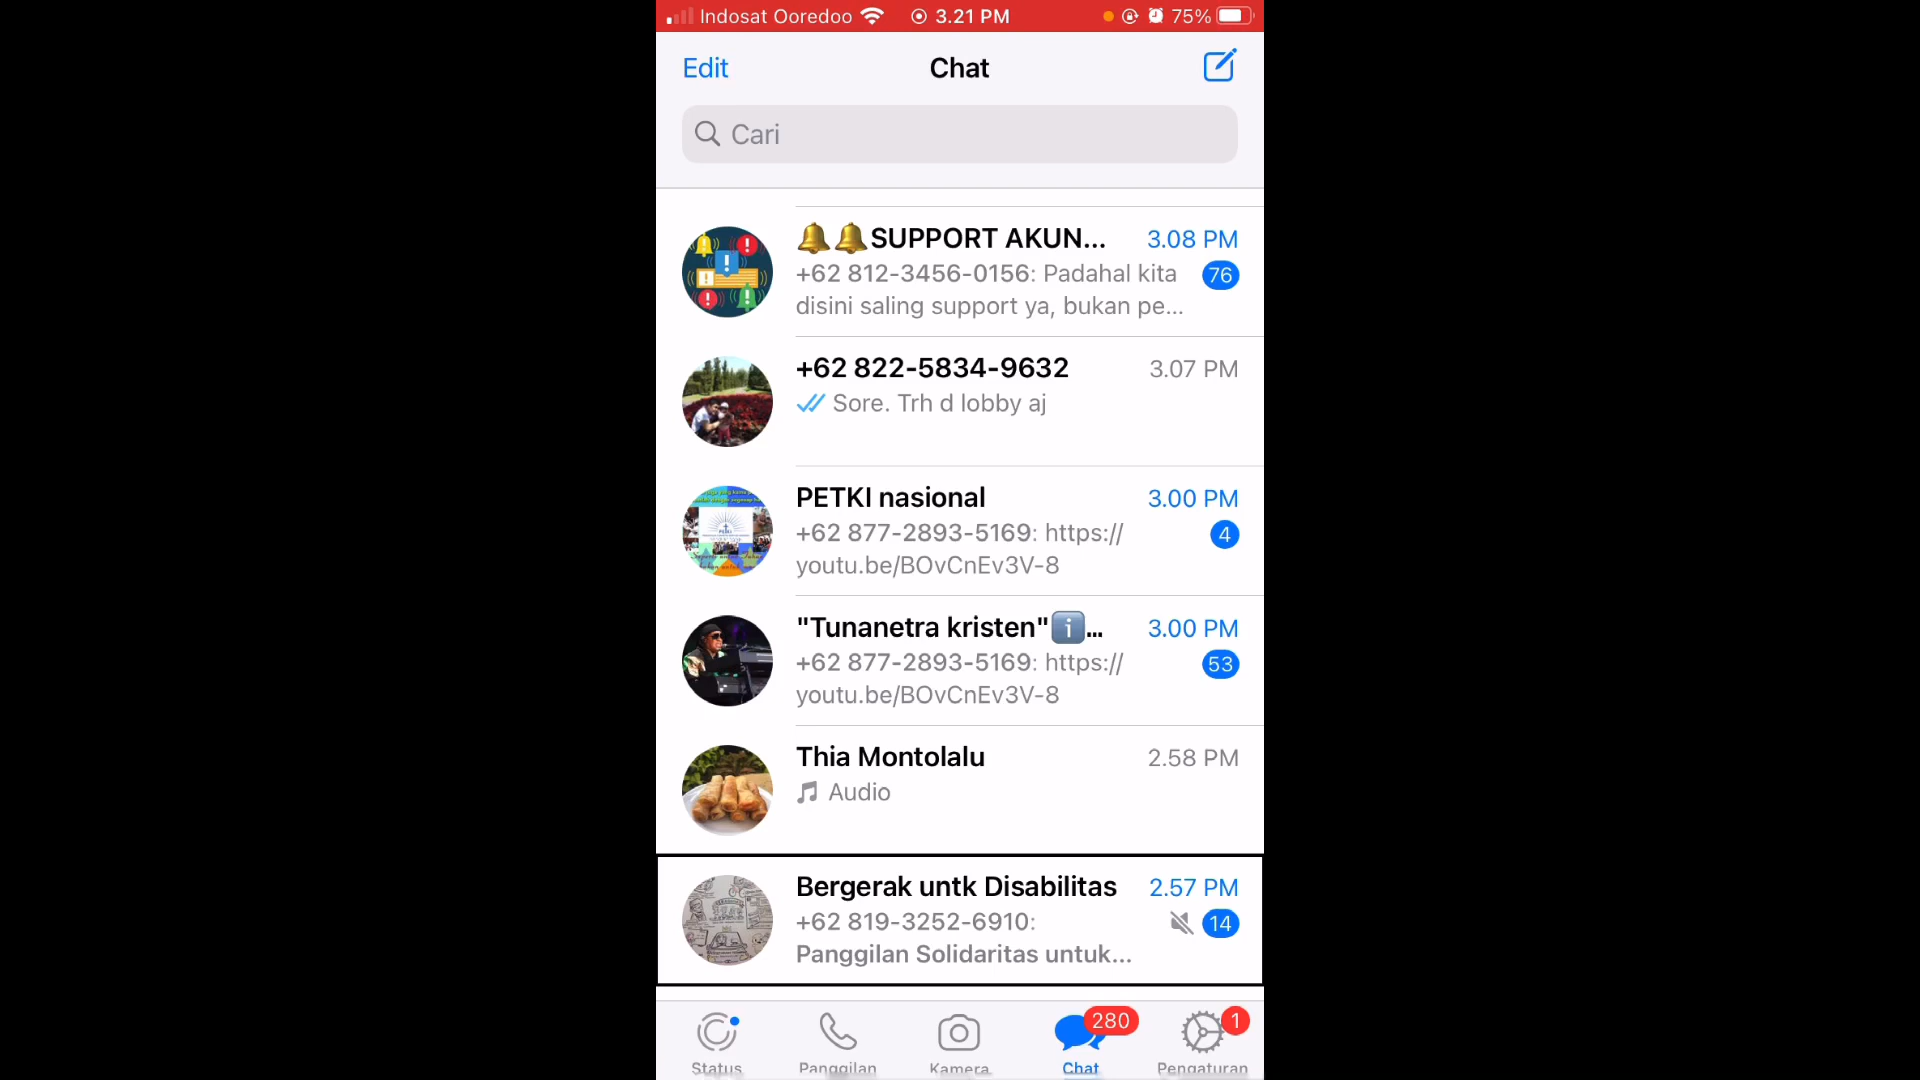 Indosat Ooredoo 3.21 PM 75%
Edit Chat
Cari
🔔🔔SUPPORT AKUN... 3.08 PM
+62 812-3456-0156: Padahal kita 76
disini saling support ya, bukan pe...
+62 822-5834-9632 3.07 PM
Sore. Trh d lobby aj
PETKI nasional 3.00 PM
+62 877-2893-5169: https:// 4
youtu.be/BOvCnEv3V-8
"Tunanetra kristen"ℹ️... 3.00 PM
+62 877-2893-5169: https:// 53
youtu.be/BOvCnEv3V-8
Thia Montolalu 2.58 PM
Audio
Bergerak untk Disabilitas 2.57 PM
+62 819-3252-6910: 14
Panggilan Solidaritas untuk...
280 1
Status Panggilan Kamera Chat Pengaturan